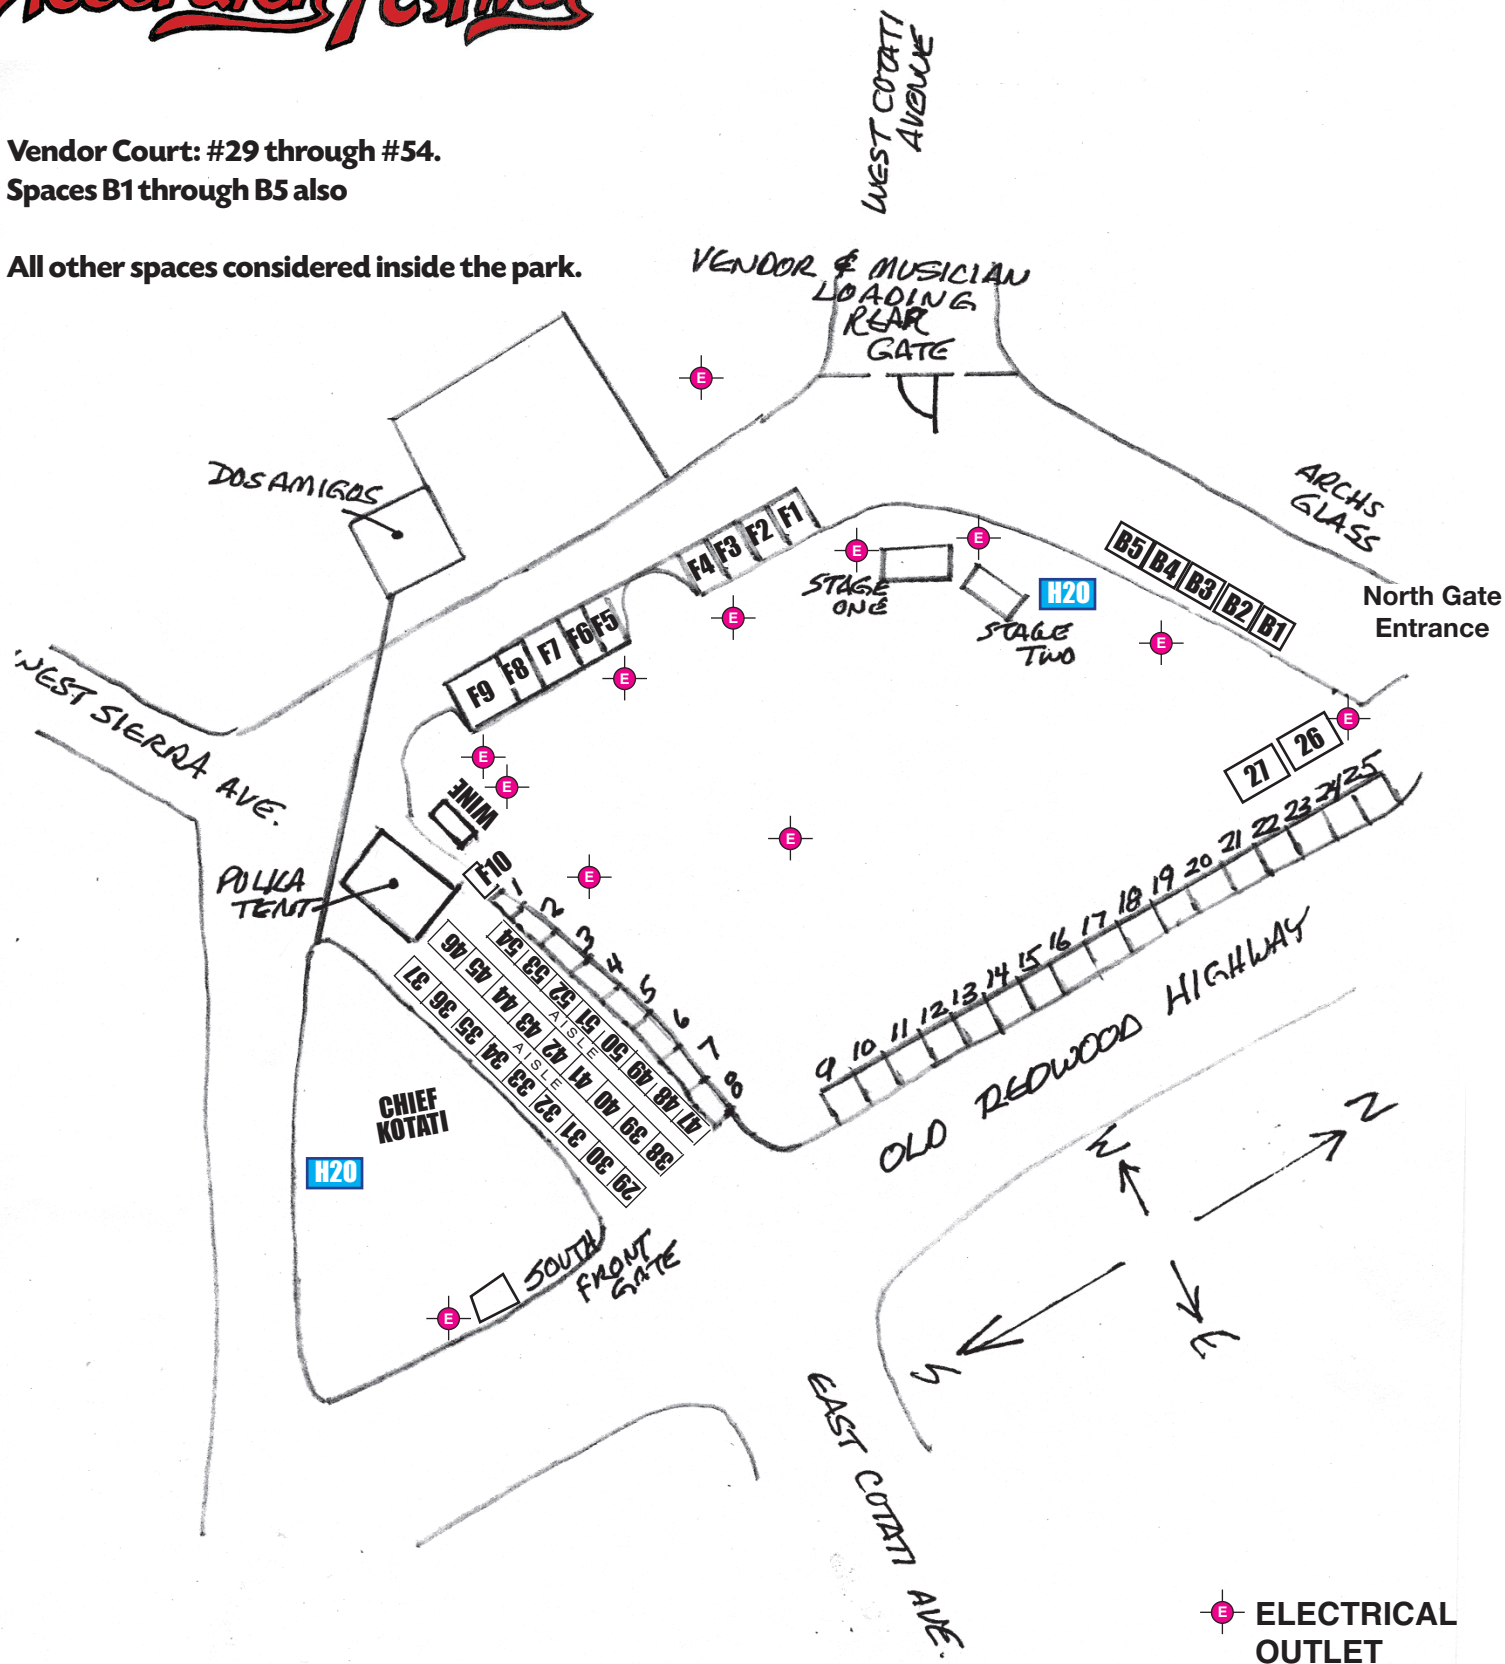 Accordion Festival
WEST COTATI
AVENUE
Vendor Court: #29 through #54.
Spaces B1 through B5 also
All other spaces considered inside the park.
VENDOR & MUSICIAN
LOADING
REAR
GATE
E
DOS AMIGOS
ARCHS
GLASS
F1
F2
F3
F4
F5
F6
F7
F8
F9
E
STAGE
ONE
E
STAGE
TWO
H20
B5
B4
B3
B2
B1
North Gate
Entrance
E
E
E
E
26
27
WEST SIERRA AVE.
E
E
WINE
E
E
F10
POLKA
TENT
1
2
3
4
5
6
7
8
9
10
11
12
13
14
15
16
17
18
19
20
21
22
23
24
25
54
53
52
51
50
49
48
47
AISLE
46
45
44
43
42
41
40
39
38
AISLE
37
36
35
34
33
32
31
30
29
OLD REDWOOD HIGHWAY
CHIEF
KOTATI
H20
SOUTH
FRONT
GATE
E
W
N
S
E
EAST COTATI AVE.
E ELECTRICAL
OUTLET